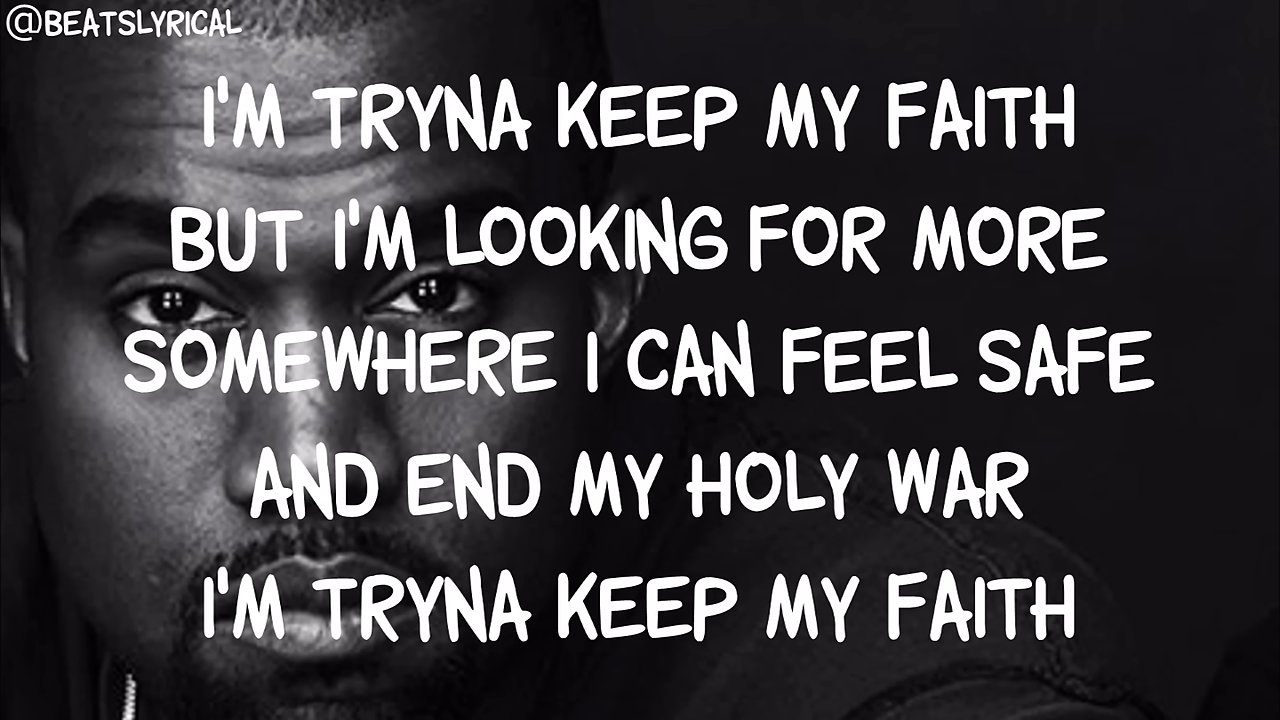 @BEATSLYRICAL
I'M TRYNA KEEP MY FAITH
BUT I'M LOOKING FOR MORE
SOMEWHERE I CAN FEEL SAFE
AND END MY HOLY WAR
I'M TRYNA KEEP MY FAITH